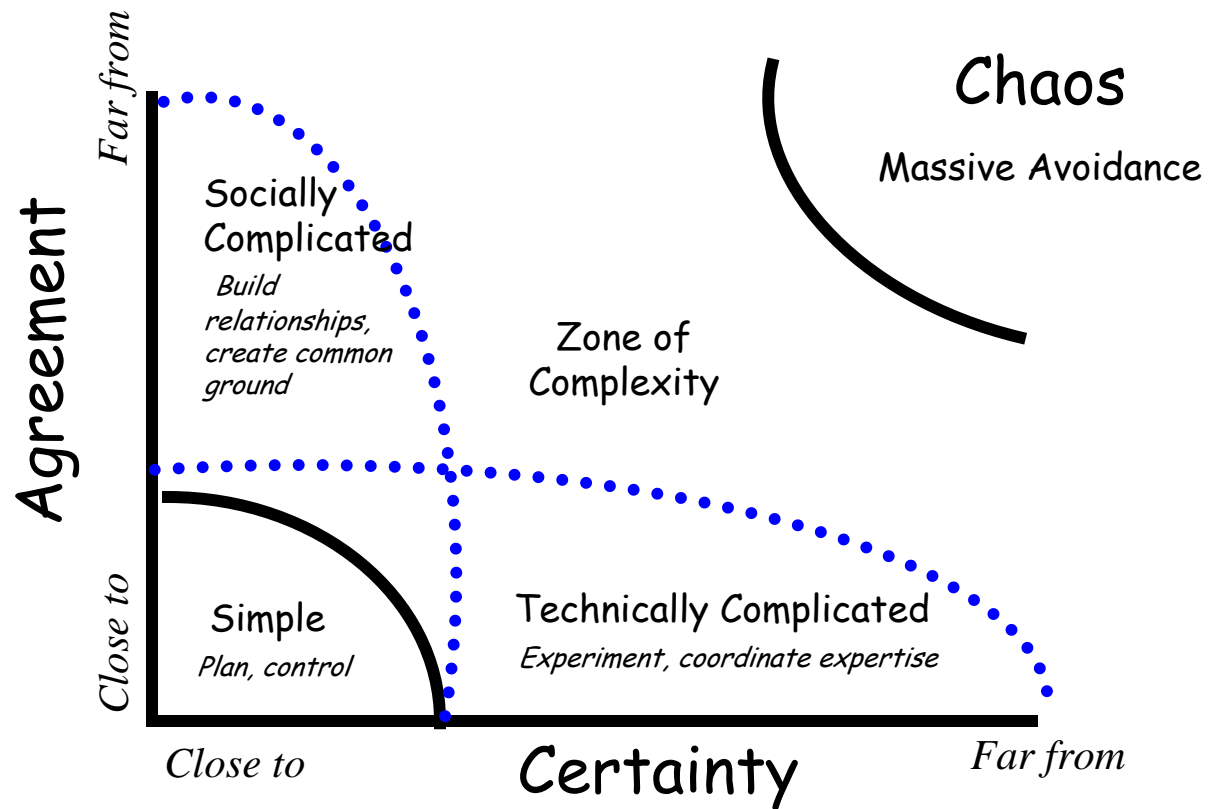 Far from
Chaos
Massive Avoidance
Socially
Complicated
Build
relationships,
create common
ground
Zone of
Complexity
Agreement
Simple
Plan, control
Technically Complicated
Experiment, coordinate expertise
Close to
Close to
Certainty
Far from